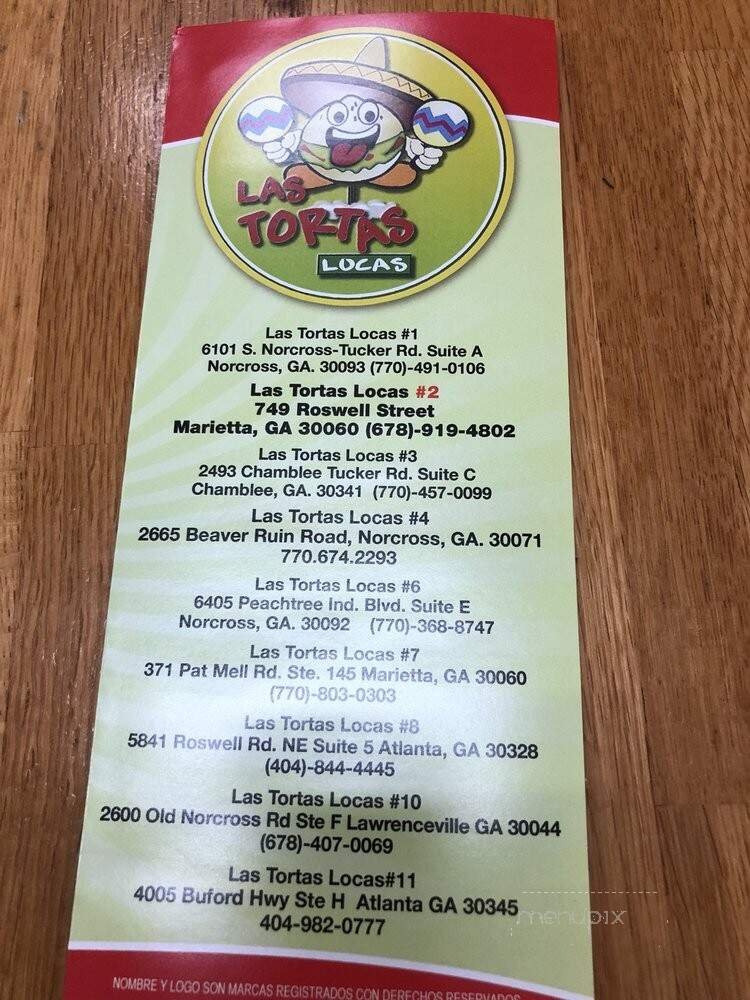 LAS
TORTAS
LUCAS
Las Tortas Locas #1
6101 S. Norcross-Tucker Rd. Suite A
Norcross, GA. 30093 (770)-491-0106
Las Tortas Locas #2
749 Roswell Street
Marietta, GA 30060 (678)-919-4802
Las Tortas Locas #3
2493 Chamblee Tucker Rd. Suite C
Chamblee, GA. 30341 (770)-457-0099
Las Tortas Locas #4
2665 Beaver Ruin Road, Norcross, GA. 30071
770.674.2293
Las Tortas Locas #6
6405 Peachtree Ind. Blvd. Suite E
Norcross, GA. 30092 (770)-368-8747
Las Tortas Locas #7
371 Pat Mell Rd. Ste. 145 Marietta, GA 30060
(770)-803-0303
Las Tortas Locas #8
5841 Roswell Rd. NE Suite 5 Atlanta, GA 30328
(404)-844-4445
Las Tortas Locas #10
2600 Old Norcross Rd Ste F Lawrenceville GA 30044
(678)-407-0069
Las Tortas Locas#11
4005 Buford Hwy Ste H Atlanta GA 30345
404-982-0777
menupix
NOMBRE Y LOGO SON MARCAS REGISTRADOS CON DERECHOS RESERVADOS